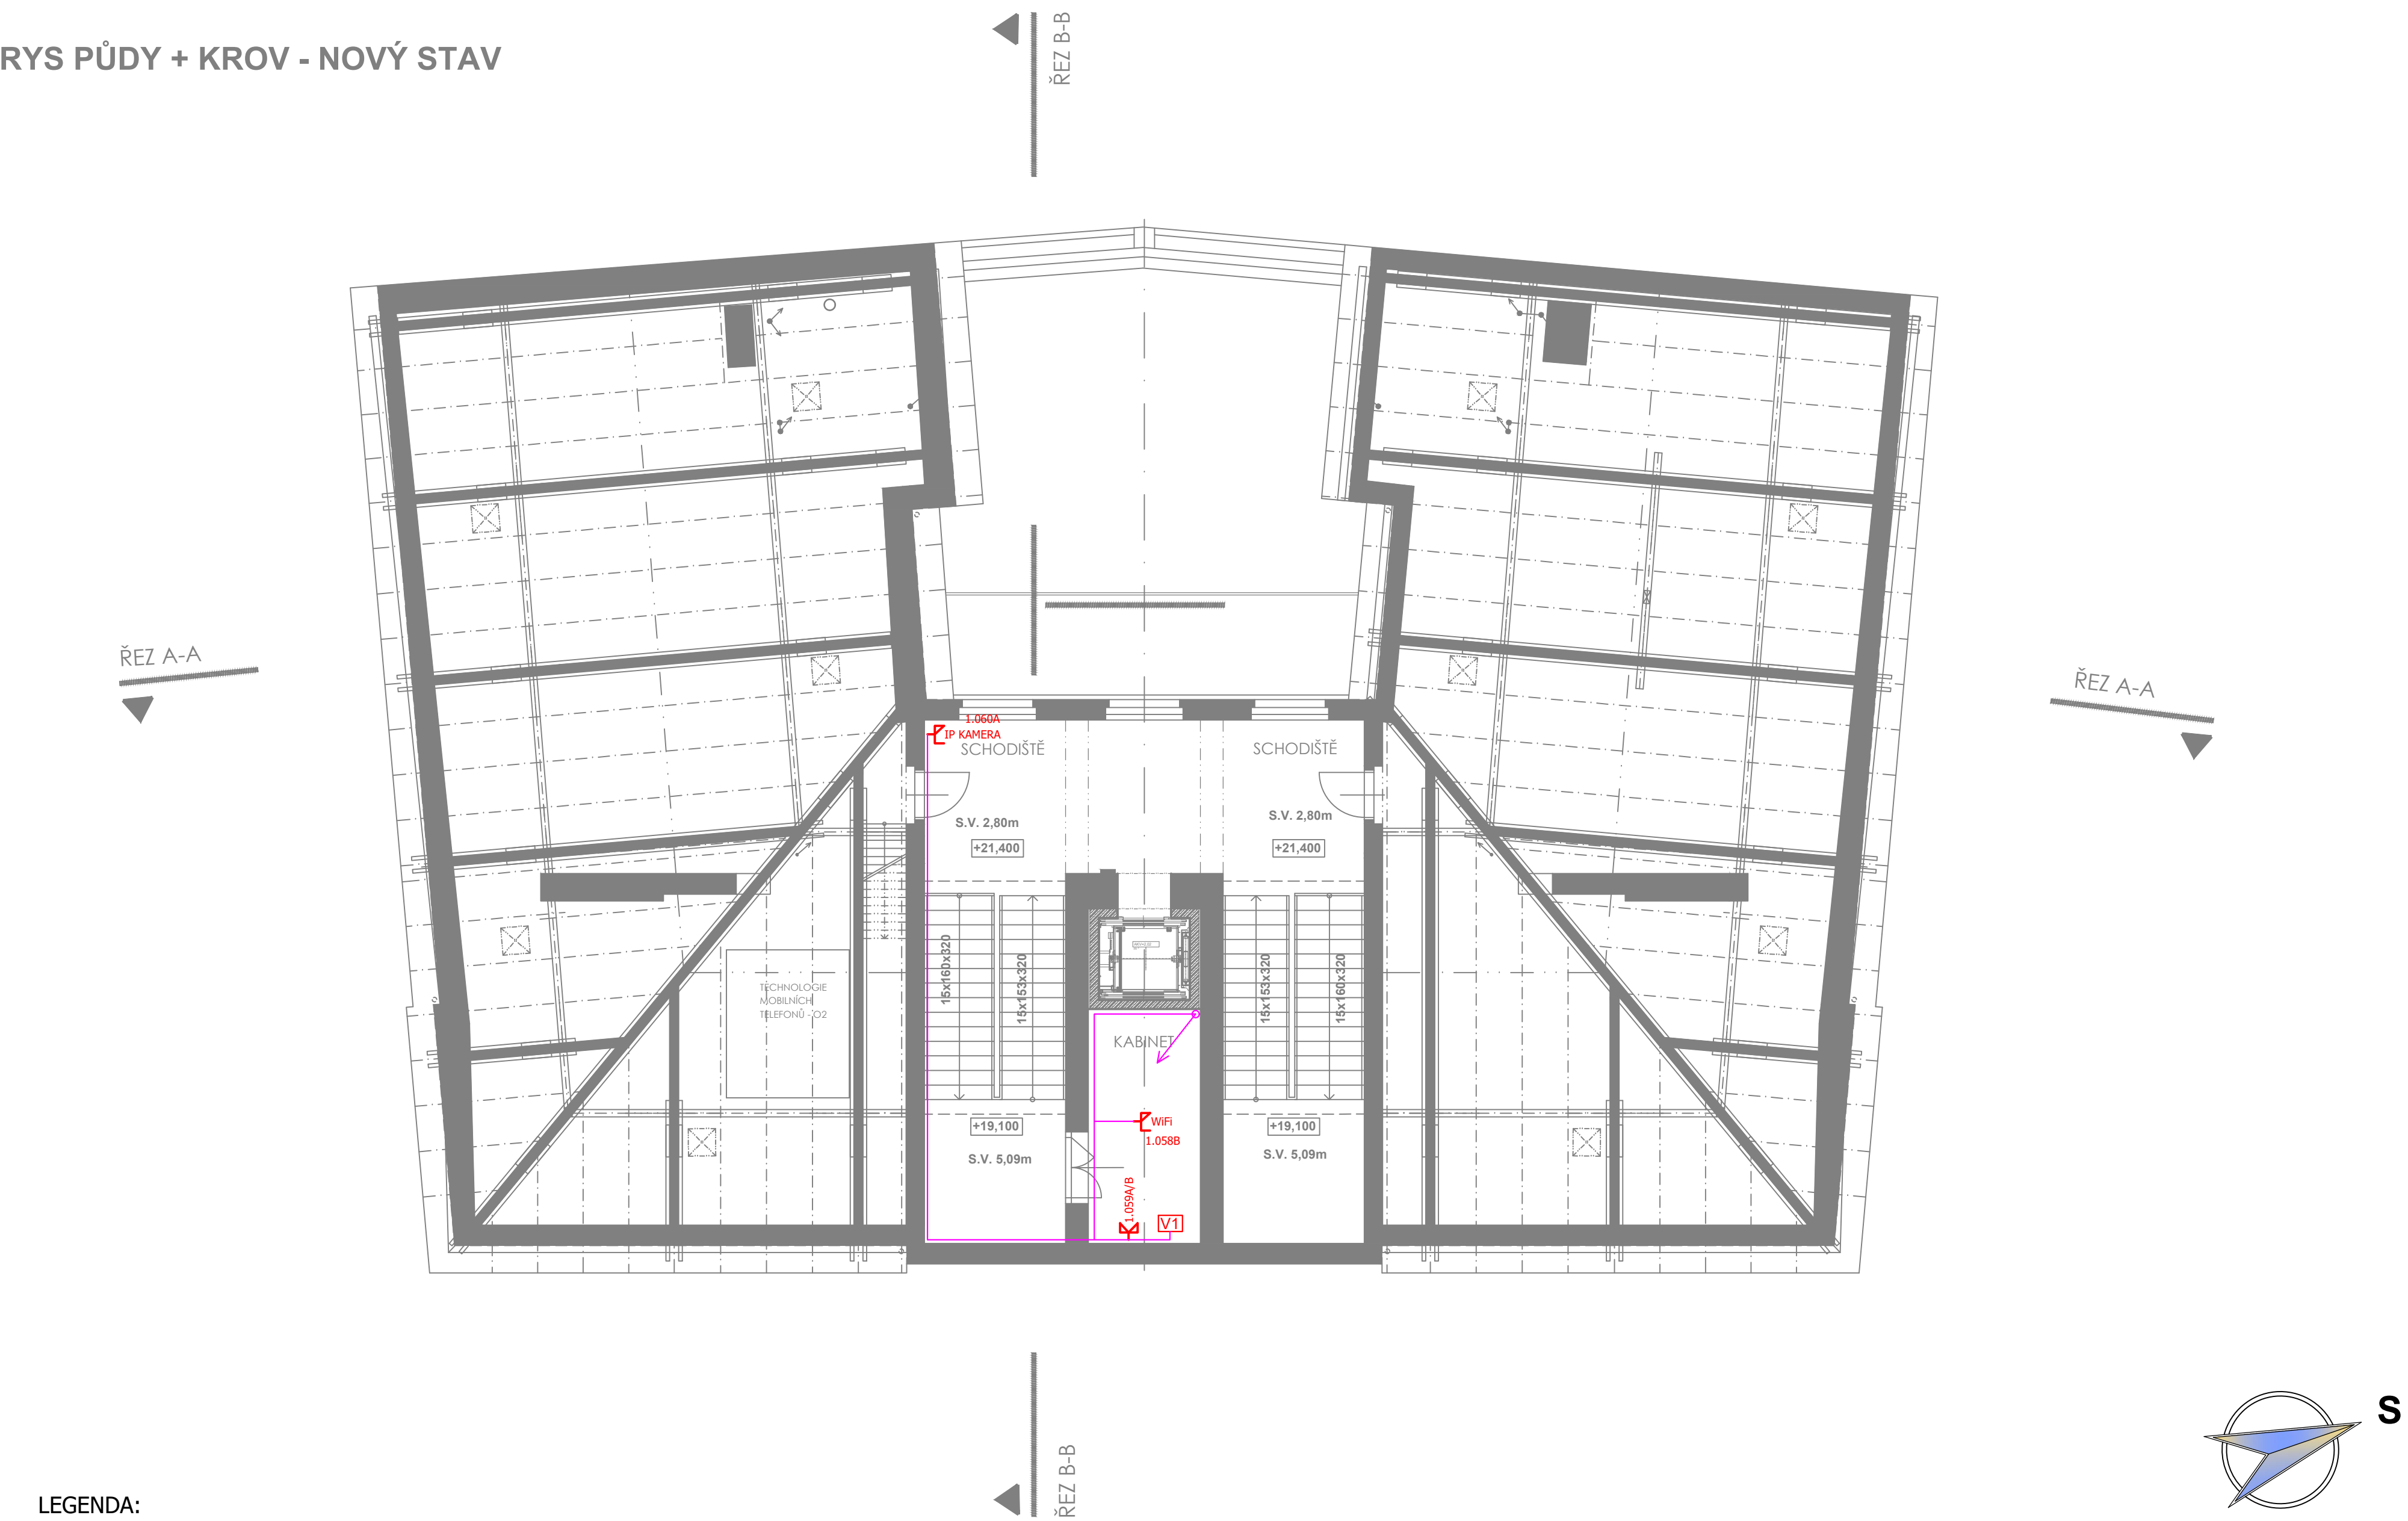 RYS PŮDY + KROV - NOVÝ STAV
ŘEZ B-B
ŘEZ A-A
ŘEZ A-A
1.060A
IP KAMERA
SCHODIŠTĚ
SCHODIŠTĚ
S.V. 2,80m
+21,400
S.V. 2,80m
+21,400
15x160x320
15x153x320
15x153x320
15x160x320
TECHNOLOGIE
MOBILNÍCH
TELEFONŮ - O2
KABINET
WiFi
1.058B
+19,100
S.V. 5,09m
+19,100
S.V. 5,09m
1.059A/B
V1
ŘEZ B-B
S
LEGENDA: